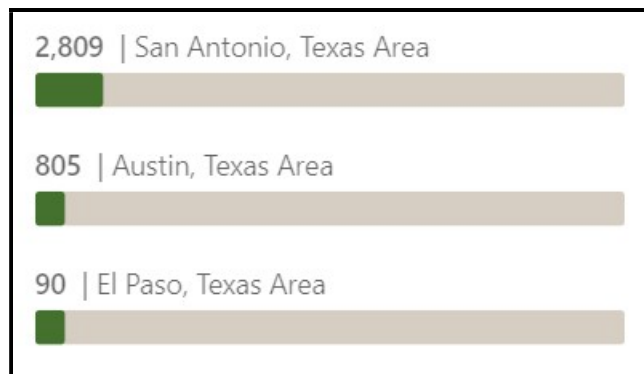 2,809 | San Antonio, Texas Area
805 | Austin, Texas Area
90 | El Paso, Texas Area